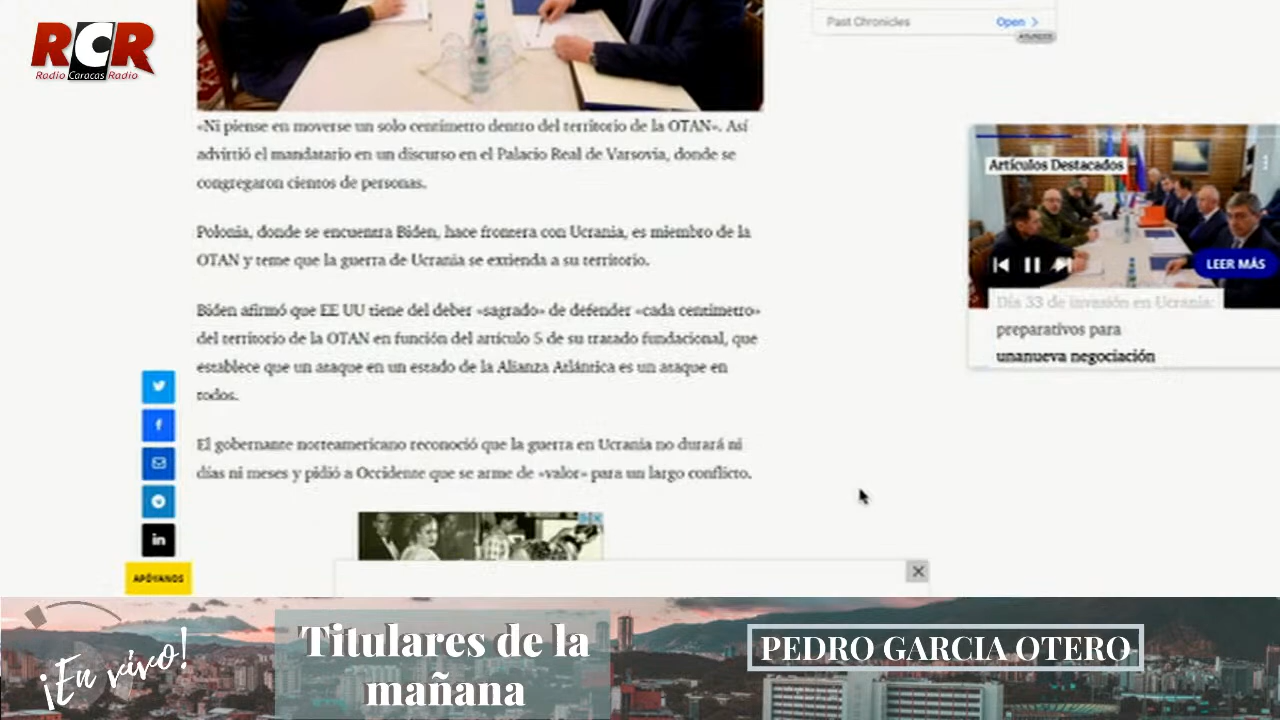 RCR
Radio Caracas Radio
Past Chronicles
Open
ANUNCIOS
«Ni piense en moverse un solo centímetro dentro del territorio de la OTAN». Así
advirtió el mandatario en un discurso en el Palacio Real de Varsovia, donde se
congregaron cientos de personas.
Polonia, donde se encuentra Biden, hace frontera con Ucrania, es miembro de la
OTAN y teme que la guerra de Ucrania se extienda a su territorio.
Biden afirmó que EE UU tiene del deber «sagrado» de defender «cada centímetro»
del territorio de la OTAN en función del artículo 5 de su tratado fundacional, que
establece que un ataque en un estado de la Alianza Atlántica es un ataque en
todos.
El gobernante norteamericano reconoció que la guerra en Ucrania no durará ni
días ni meses y pidió a Occidente que se arme de «valor» para un largo conflicto.
Artículos Destacados
LEER MÁS
Día 33 de invasión en Ucrania:
preparativos para
unanueva negociación
in
APÓYANOS
¡En vivo!
Titulares de la
mañana
PEDRO GARCIA OTERO